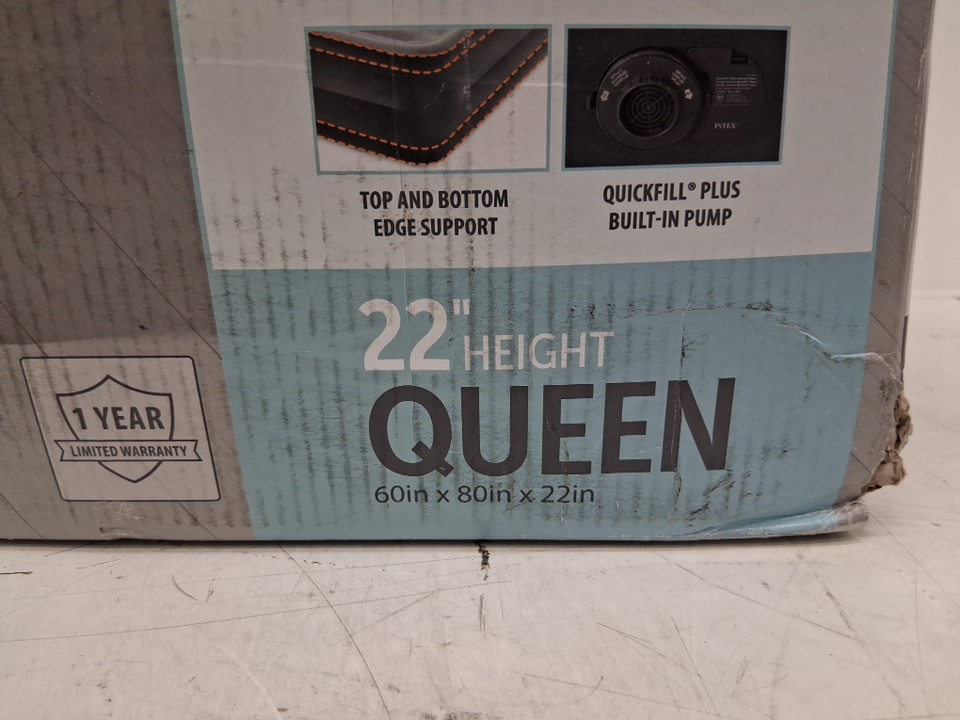 INTEX
TOP AND BOTTOM
EDGE SUPPORT
QUICKFILL® PLUS
BUILT-IN PUMP
22" HEIGHT
QUEEN
60in x 80in x 22in
1 YEAR
LIMITED WARRANTY